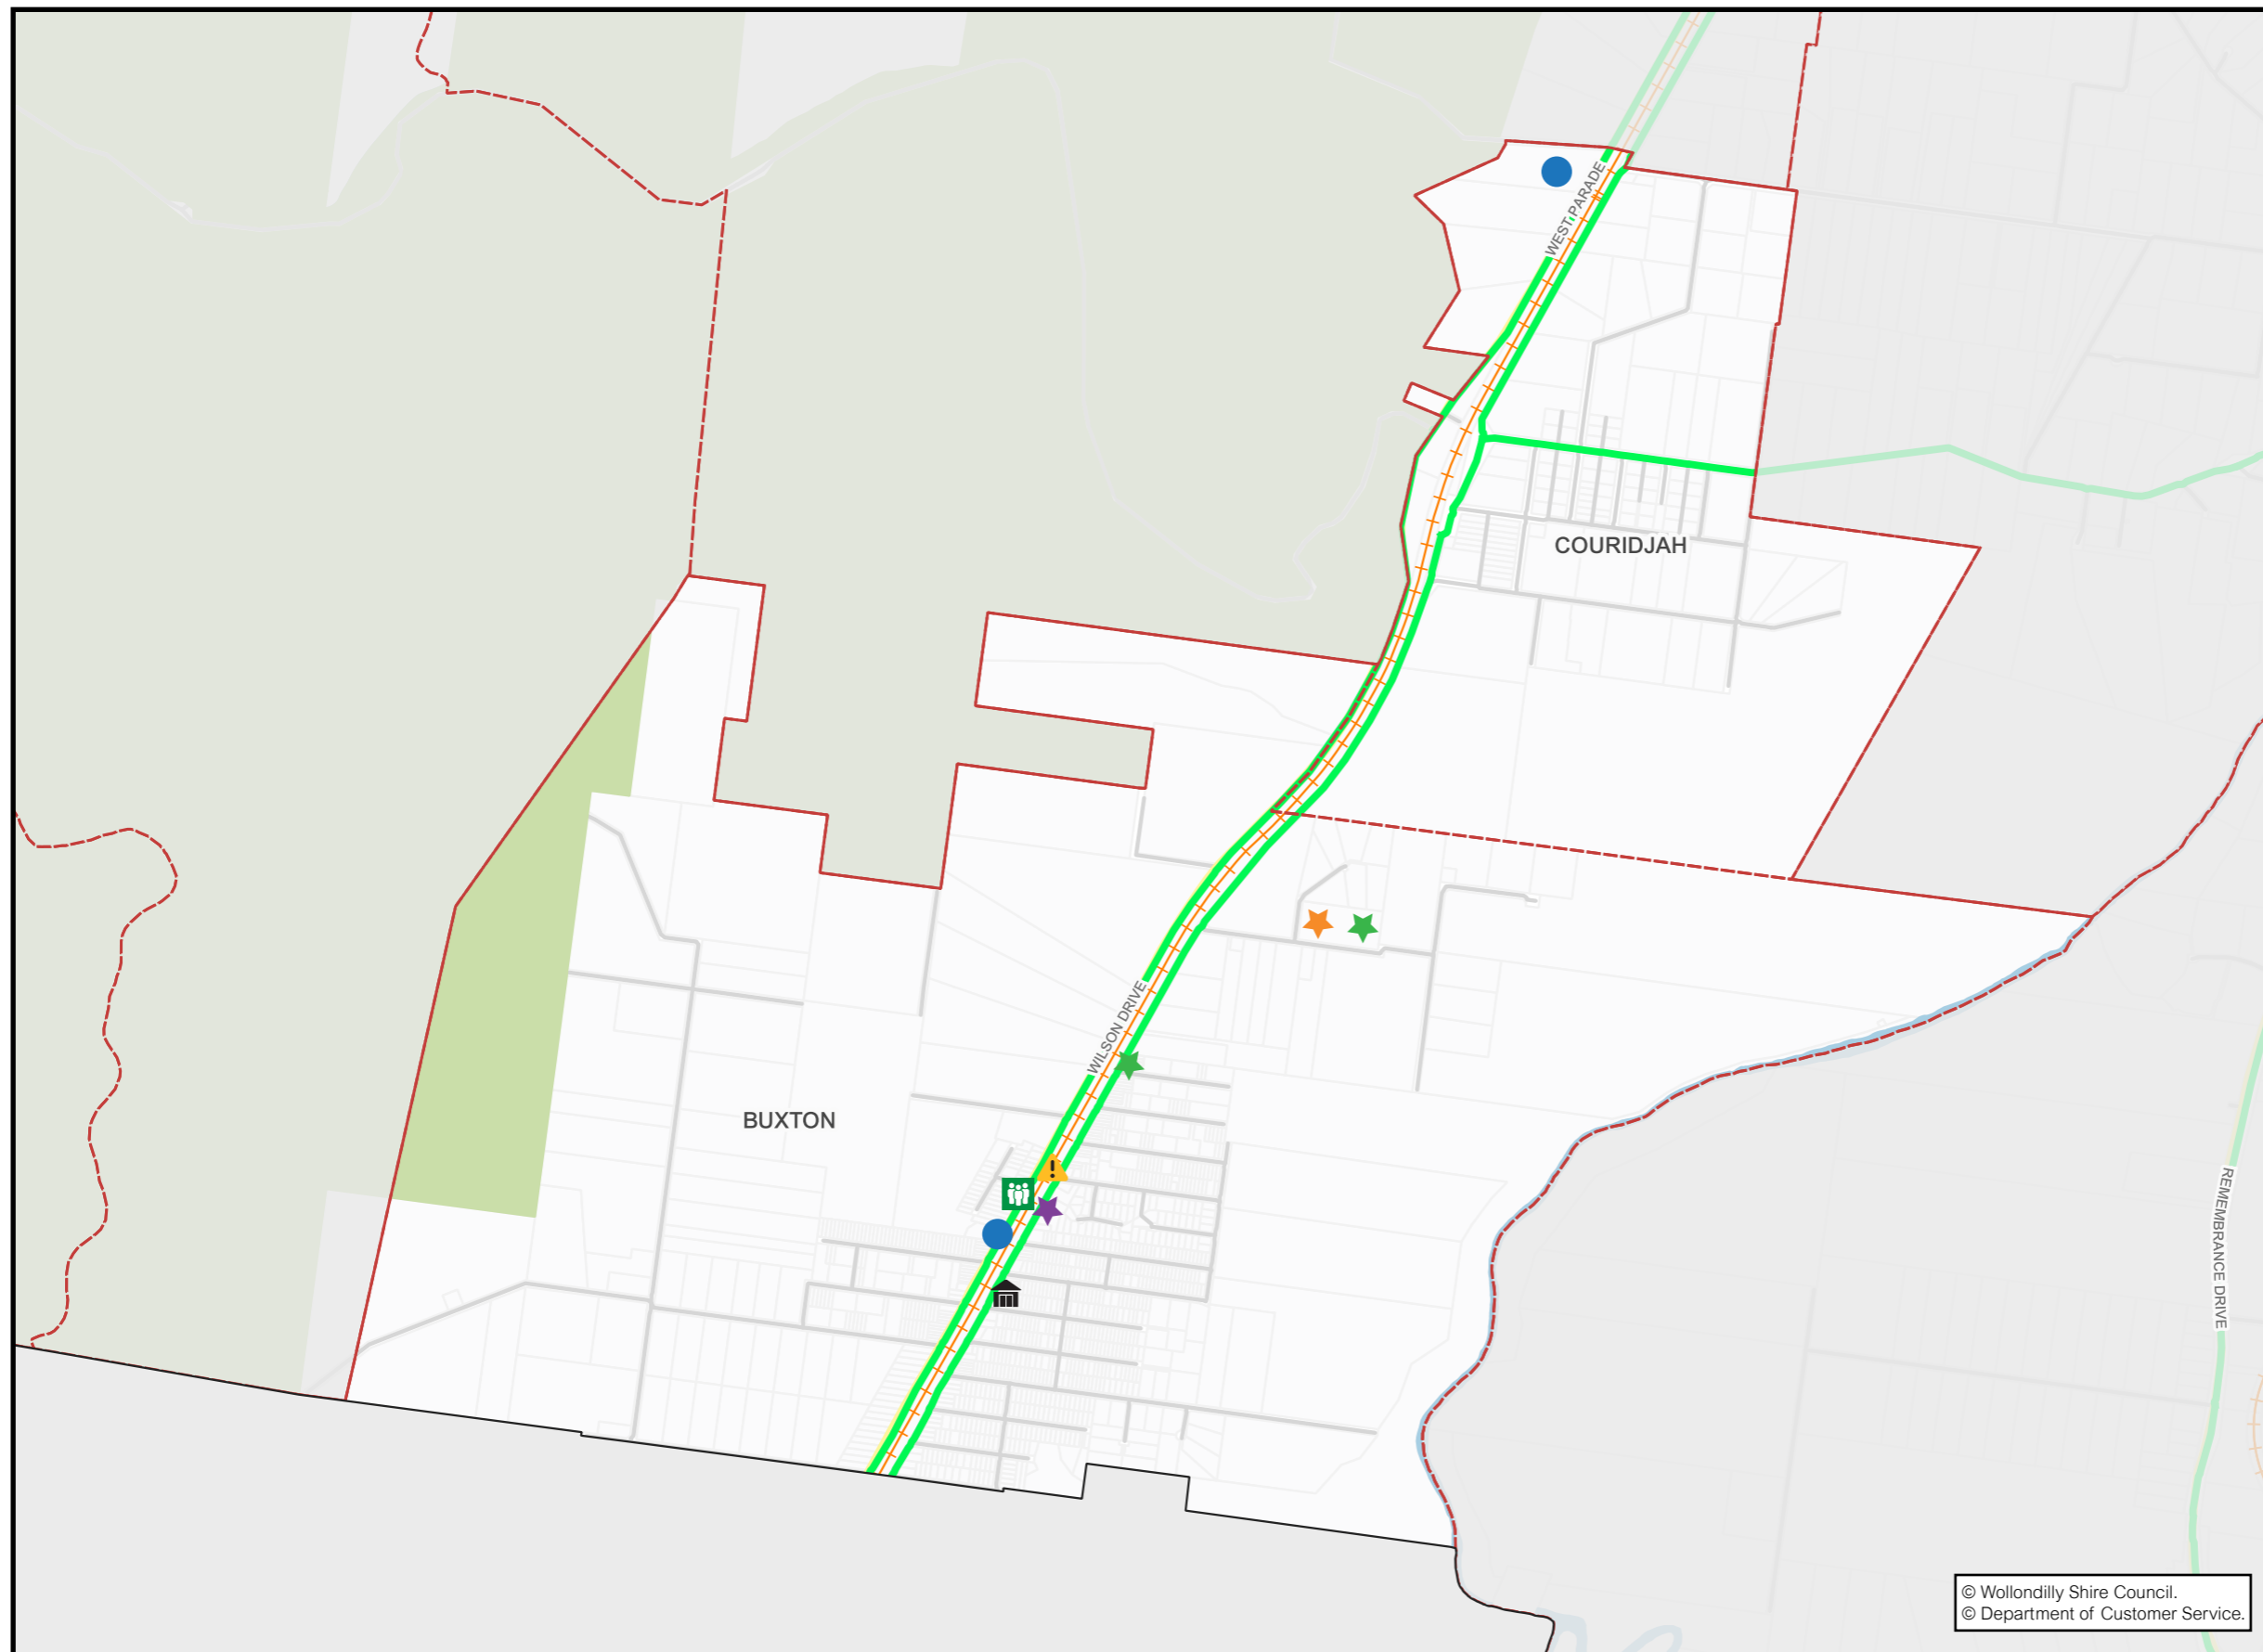 WEST PARADE
COURIDJAH
WILSON DRIVE
BUXTON
REMEMBRANCE DRIVE
© Wollondilly Shire Council.
© Department of Customer Service.